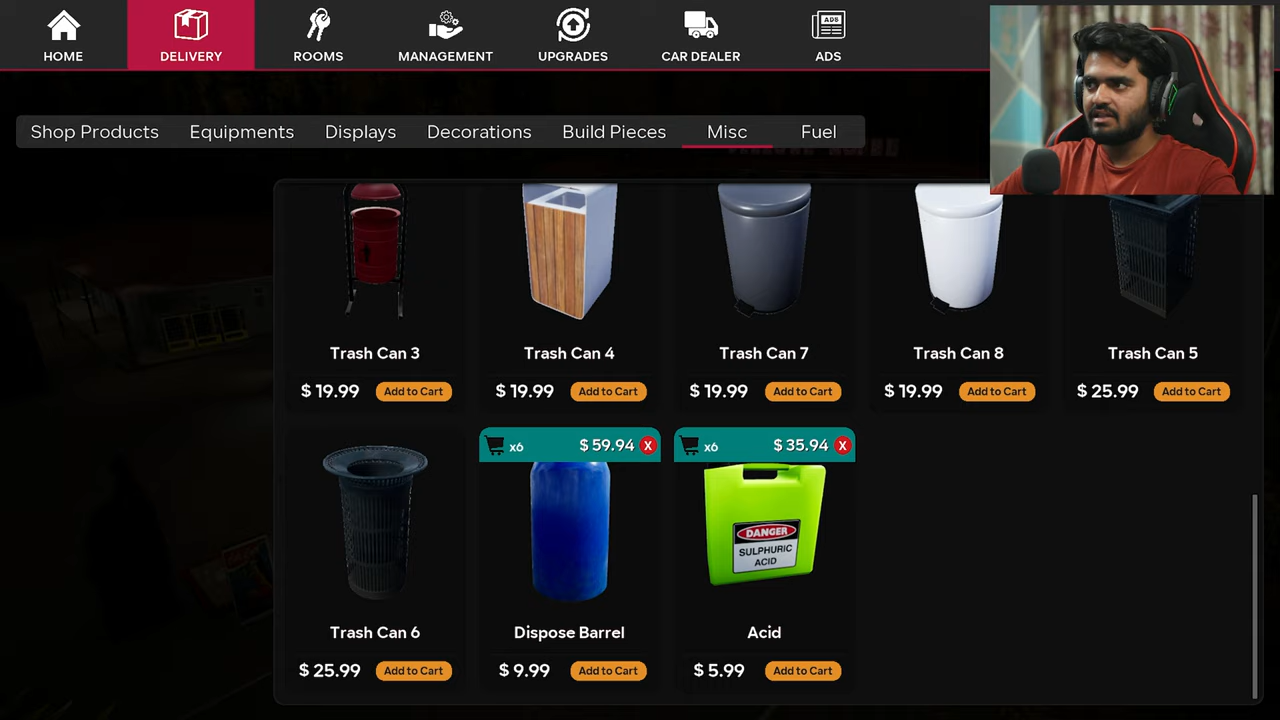 HOME
DELIVERY
ROOMS
MANAGEMENT
UPGRADES
CAR DEALER
ADS
ADS
Shop Products
Equipments
Displays
Decorations
Build Pieces
Misc
Fuel
Trash Can 3
Trash Can 4
Trash Can 7
Trash Can 8
Trash Can 5
$ 19.99 Add to Cart
$ 19.99 Add to Cart
$ 19.99 Add to Cart
$ 19.99 Add to Cart
$ 25.99 Add to Cart
x6 $ 59.94 X
x6 $ 35.94 X
DANGER
SULPHURIC
ACID
Trash Can 6
Dispose Barrel
Acid
$ 25.99 Add to Cart
$ 9.99 Add to Cart
$ 5.99 Add to Cart